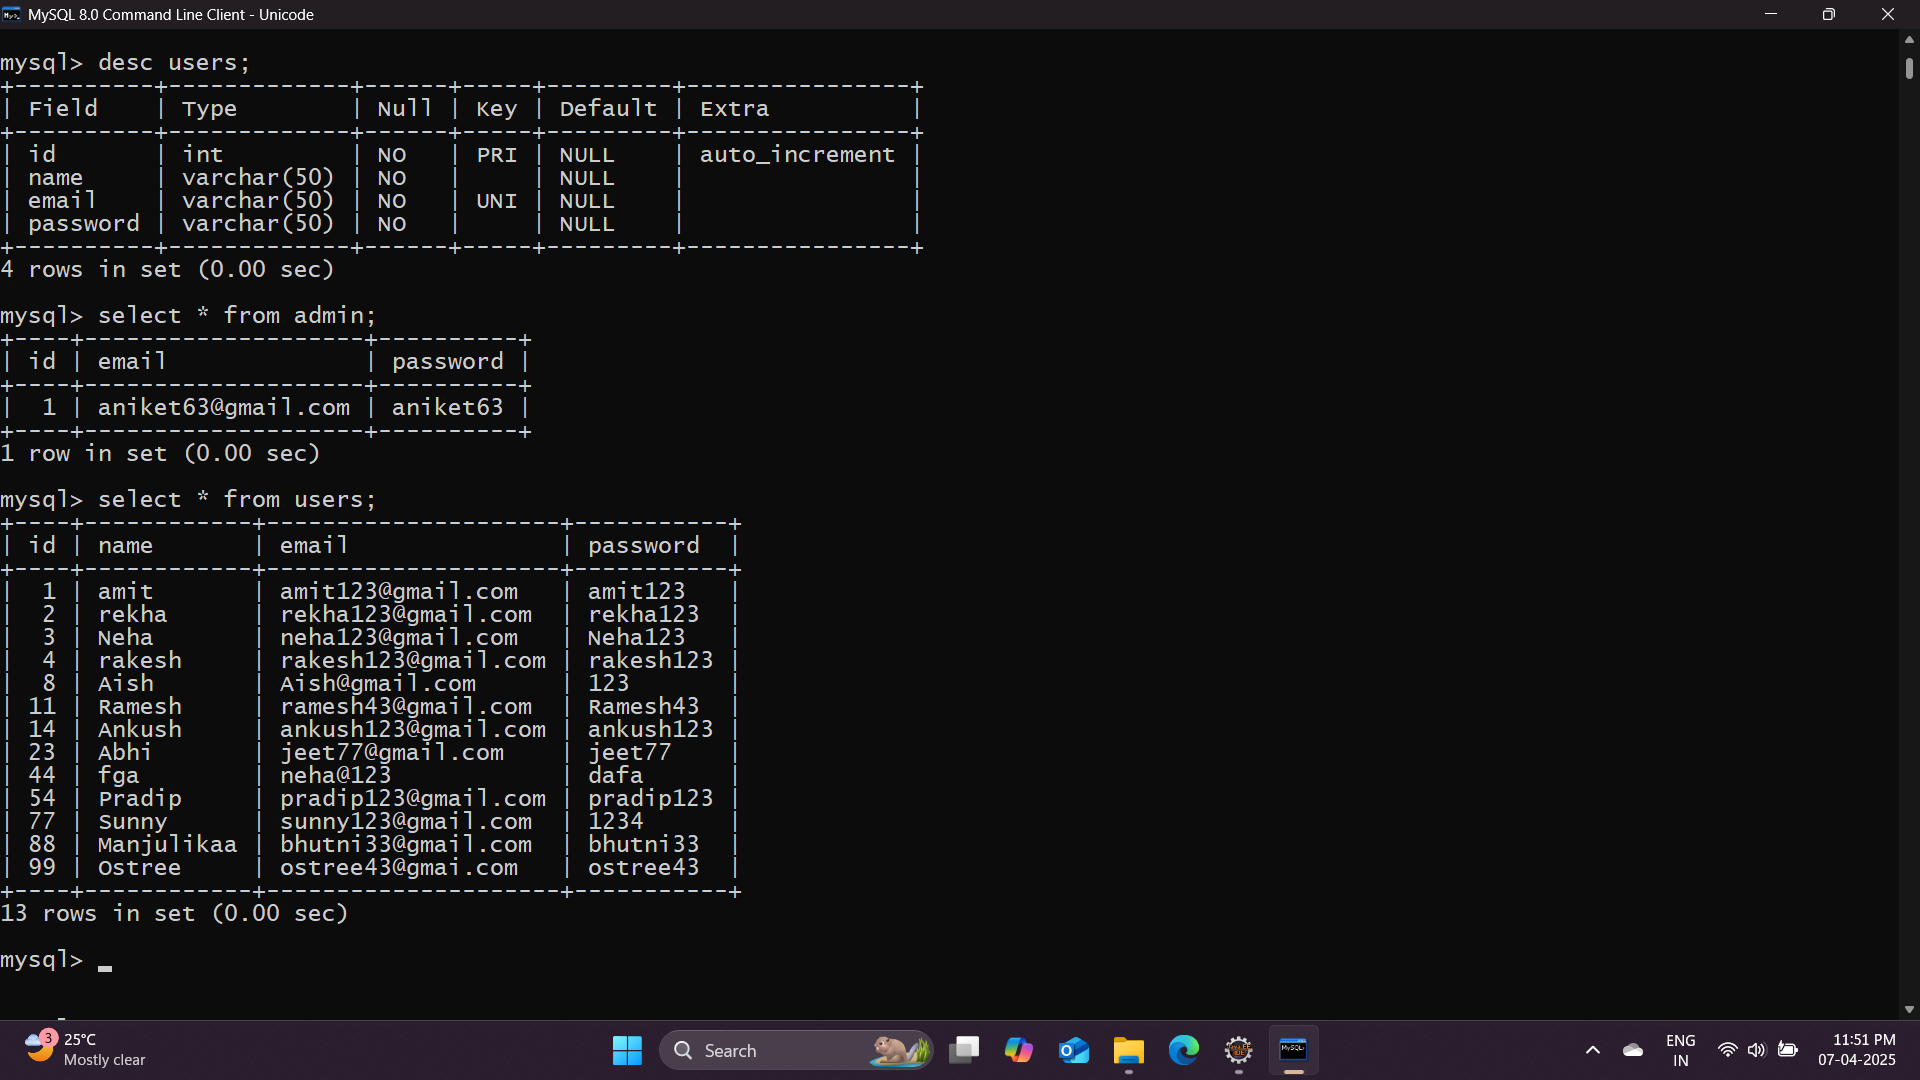 MySQL 8.0 Command Line Client - Unicode
mysql> desc users;
+----------+-------------+------+-----+---------+----------------+
| Field    | Type        | Null | Key | Default | Extra          |
+----------+-------------+------+-----+---------+----------------+
| id       | int         | NO   | PRI | NULL    | auto_increment |
| name     | varchar(50) | NO   |     | NULL    |                |
| email    | varchar(50) | NO   | UNI | NULL    |                |
| password | varchar(50) | NO   |     | NULL    |                |
+----------+-------------+------+-----+---------+----------------+
4 rows in set (0.00 sec)
mysql> select * from admin;
+----+--------------------+----------+
| id | email              | password |
+----+--------------------+----------+
|  1 | aniket63@gmail.com | aniket63 |
+----+--------------------+----------+
1 row in set (0.00 sec)
mysql> select * from users;
+----+------------+---------------------+-----------+
| id | name       | email               | password  |
+----+------------+---------------------+-----------+
|  1 | amit       | amit123@gmail.com   | amit123   |
|  2 | rekha      | rekha123@gmail.com  | rekha123  |
|  3 | Neha       | neha123@gmail.com   | Neha123   |
|  4 | rakesh     | rakesh123@gmail.com | rakesh123 |
|  8 | Aish       | Aish@gmail.com      | 123       |
| 11 | Ramesh     | ramesh43@gmail.com  | Ramesh43  |
| 14 | Ankush     | ankush123@gmail.com | ankush123 |
| 23 | Abhi       | jeet77@gmail.com    | jeet77    |
| 44 | fga        | neha@123            | dafa      |
| 54 | Pradip     | pradip123@gmail.com | pradip123 |
| 77 | Sunny      | sunny123@gmail.com  | 1234      |
| 88 | Manjulikaa | bhutni33@gmail.com  | bhutni33  |
| 99 | Ostree     | ostree43@gmai.com   | ostree43  |
+----+------------+---------------------+-----------+
13 rows in set (0.00 sec)
mysql> _
3
25°C
Mostly clear
Search
ENG
IN
11:51 PM
07-04-2025